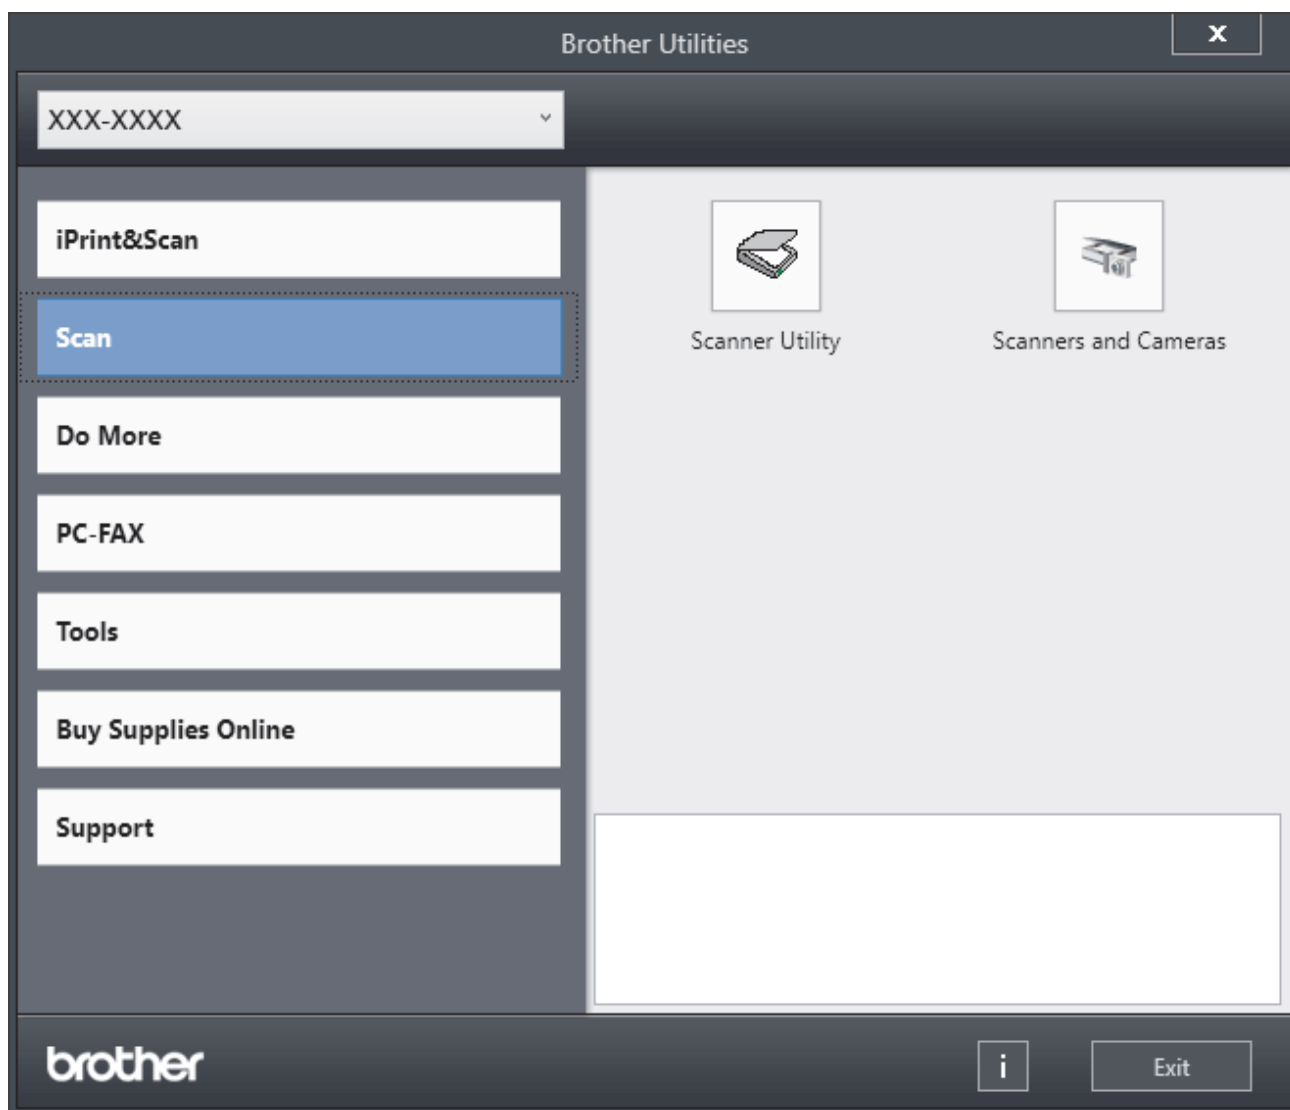 Brother Utilities
X
XXX-XXXX
iPrint&Scan
Scan
Do More
PC-FAX
Tools
Buy Supplies Online
Support
Scanner Utility
Scanners and Cameras
brother
i
Exit